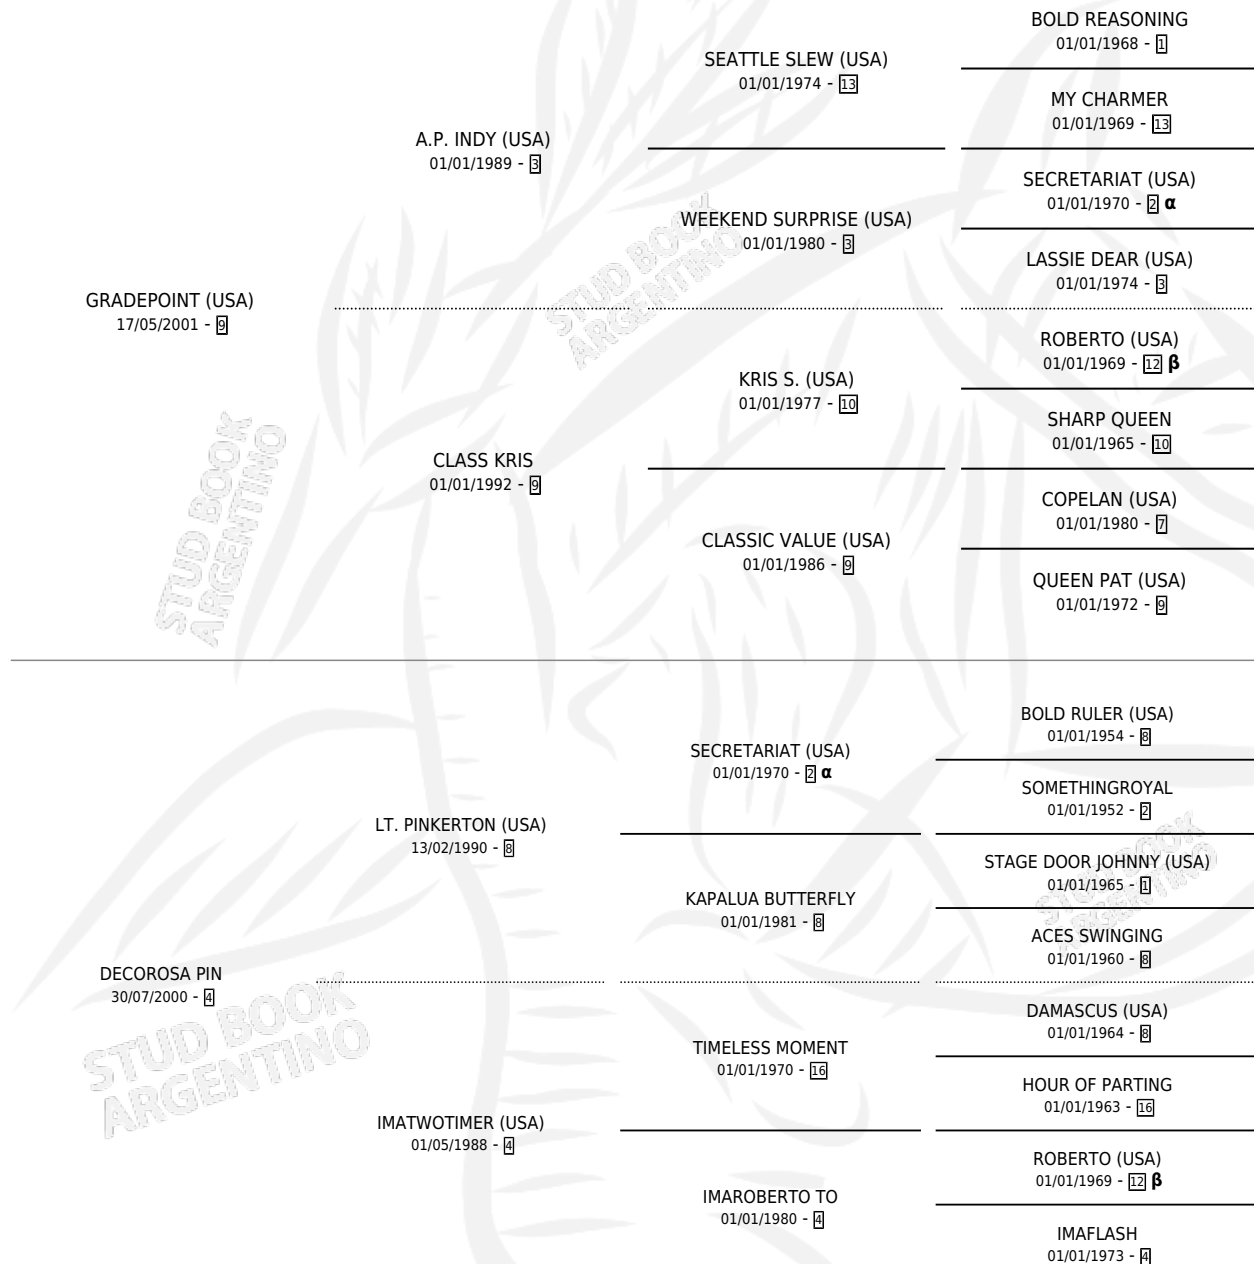 BOLD REASONING
01/01/1968 - 1
SEATTLE SLEW (USA)
01/01/1974 - 13
MY CHARMER
01/01/1969 - 13
A.P. INDY (USA)
01/01/1989 - 3
SECRETARIAT (USA)
01/01/1970 - 2 α
WEEKEND SURPRISE (USA)
01/01/1980 - 3
LASSIE DEAR (USA)
01/01/1974 - 3
GRADEPOINT (USA)
17/05/2001 - 9
ROBERTO (USA)
01/01/1969 - 12 β
KRIS S. (USA)
01/01/1977 - 10
SHARP QUEEN
01/01/1965 - 10
CLASS KRIS
01/01/1992 - 9
COPELAN (USA)
01/01/1980 - 7
CLASSIC VALUE (USA)
01/01/1986 - 9
QUEEN PAT (USA)
01/01/1972 - 9
BOLD RULER (USA)
01/01/1954 - 8
SECRETARIAT (USA)
01/01/1970 - 2 α
SOMETHINGROYAL
01/01/1952 - 2
LT. PINKERTON (USA)
13/02/1990 - 8
STAGE DOOR JOHNNY (USA)
01/01/1965 - 1
KAPALUA BUTTERFLY
01/01/1981 - 8
ACES SWINGING
01/01/1960 - 8
DECOROSA PIN
30/07/2000 - 4
DAMASCUS (USA)
01/01/1964 - 8
TIMELESS MOMENT
01/01/1970 - 16
HOUR OF PARTING
01/01/1963 - 16
IMATWOTIMER (USA)
01/05/1988 - 4
ROBERTO (USA)
01/01/1969 - 12 β
IMAROBERTO TO
01/01/1980 - 4
IMAFLASH
01/01/1973 - 4
STUD BOOK
ARGENTINO
STUD BOOK
ARGENTINO
STUD BOOK
ARGENTINO
STUD BOOK
ARGENTINO